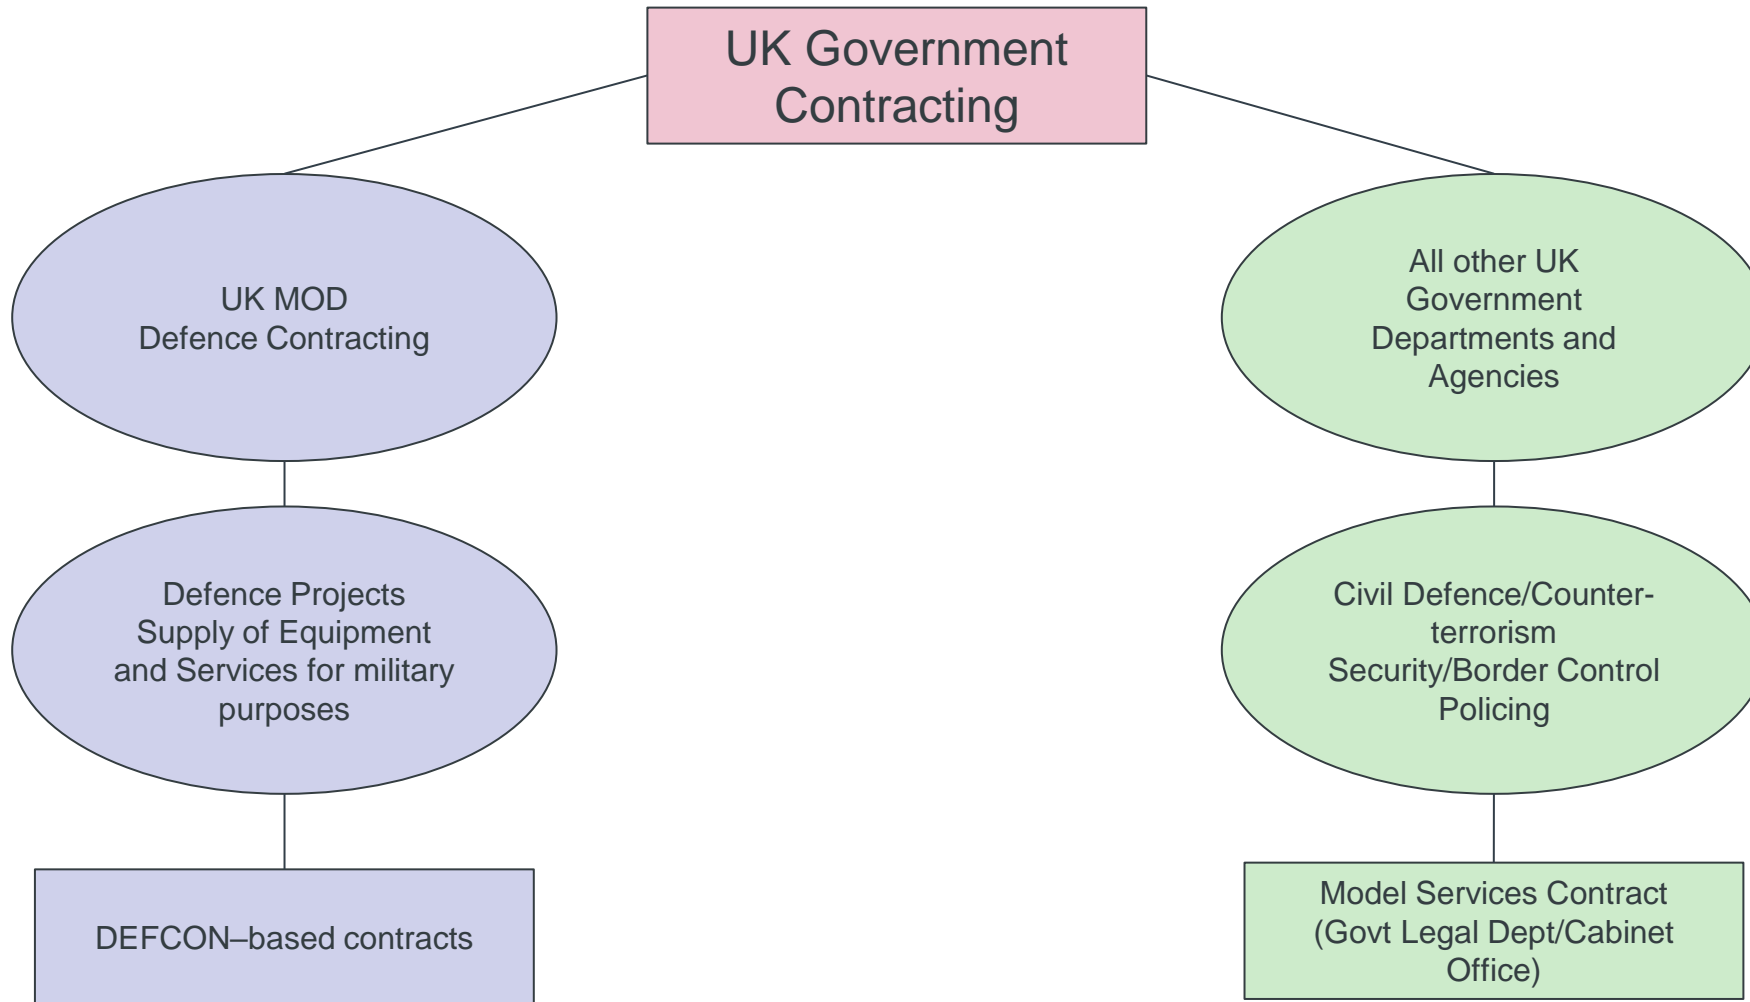 UK Government
Contracting
UK MOD
Defence Contracting
All other UK
Government
Departments and
Agencies
Defence Projects
Supply of Equipment
and Services for military
purposes
Civil Defence/Counter-
terrorism
Security/Border Control
Policing
DEFCON–based contracts
Model Services Contract
(Govt Legal Dept/Cabinet
Office)